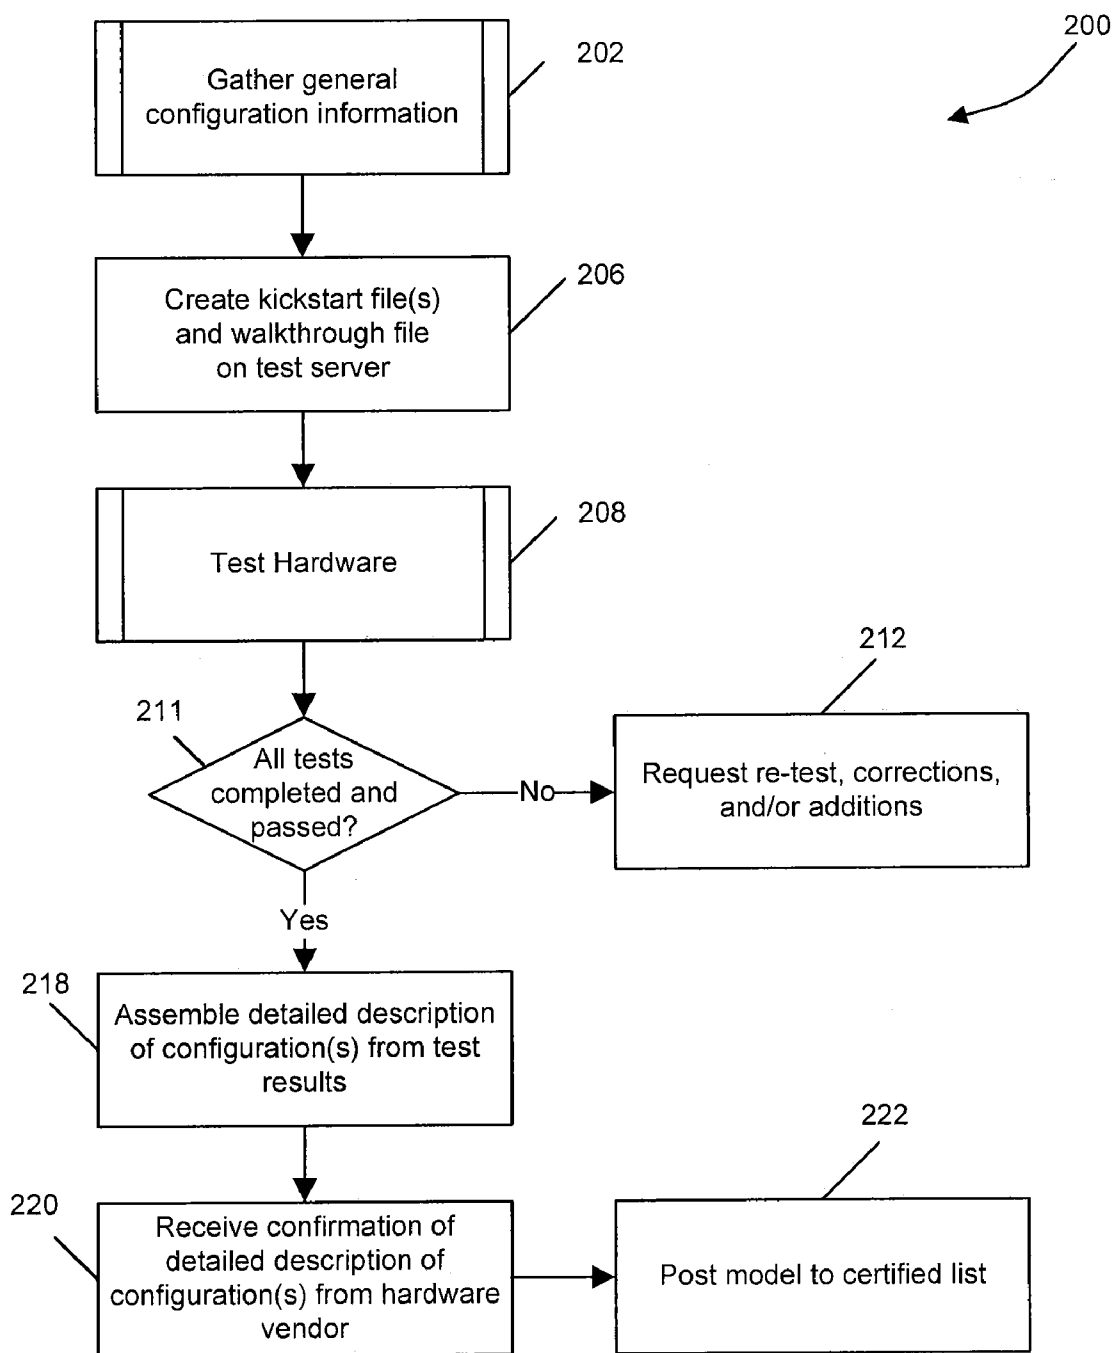 200
Gather general
configuration information
202
Create kickstart file(s)
and walkthrough file
on test server
206
Test Hardware
208
211
All tests
completed and
passed?
No
212
Request re-test, corrections,
and/or additions
Yes
218
Assemble detailed description
of configuration(s) from test
results
220
Receive confirmation of
detailed description of
configuration(s) from hardware
vendor
222
Post model to certified list